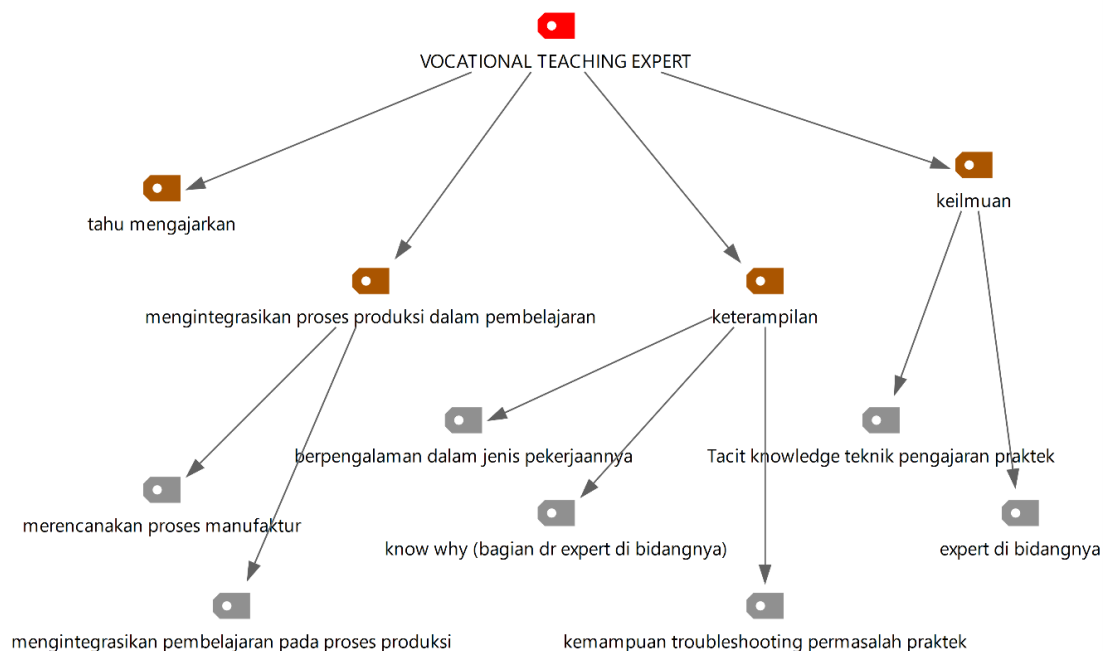 VOCATIONAL TEACHING EXPERT
keilmuan
tahu mengajarkan
mengintegrasikan proses produksi dalam pembelajaran
keterampilan
berpengalaman dalam jenis pekerjaannya
Tacit knowledge teknik pengajaran praktek
merencanakan proses manufaktur
know why (bagian dr expert di bidangnya)
expert di bidangnya
mengintegrasikan pembelajaran pada proses produksi
kemampuan troubleshooting permasalah praktek